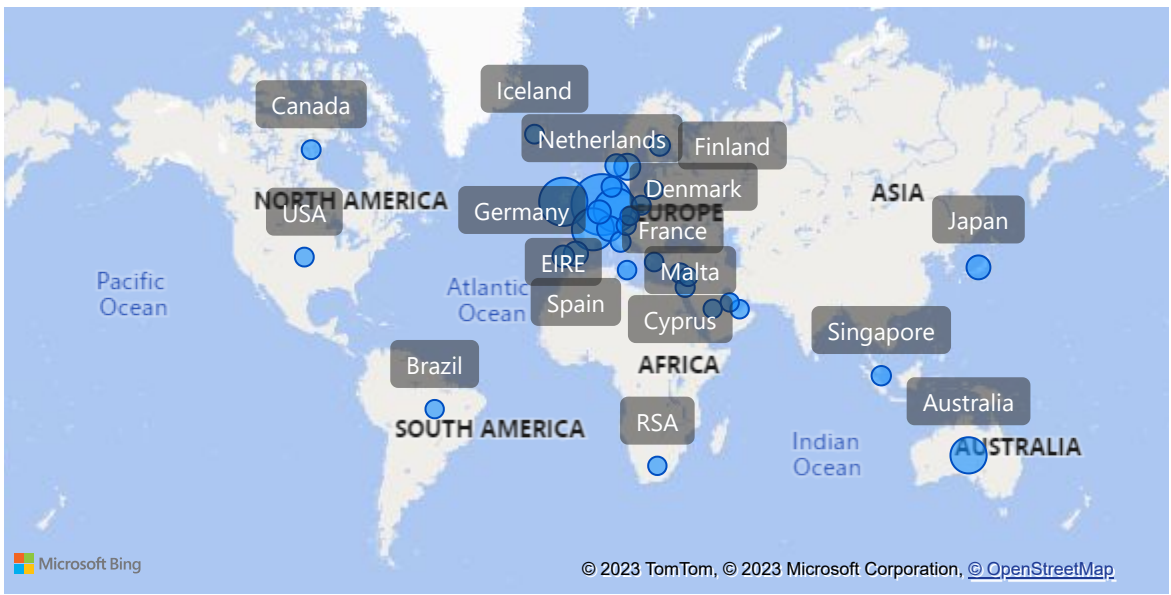 Iceland
Canada
Netherlands
Finland
Denmark
NORTH AMERICA
USA
Germany
EUROPE
ASIA
Japan
France
EIRE
Malta
Pacific
Ocean
Atlantic
Ocean
Spain
Cyprus
Singapore
Brazil
AFRICA
Australia
RSA
SOUTH AMERICA
Indian
Ocean
AUSTRALIA
Microsoft Bing
© 2023 TomTom, © 2023 Microsoft Corporation, © OpenStreetMap